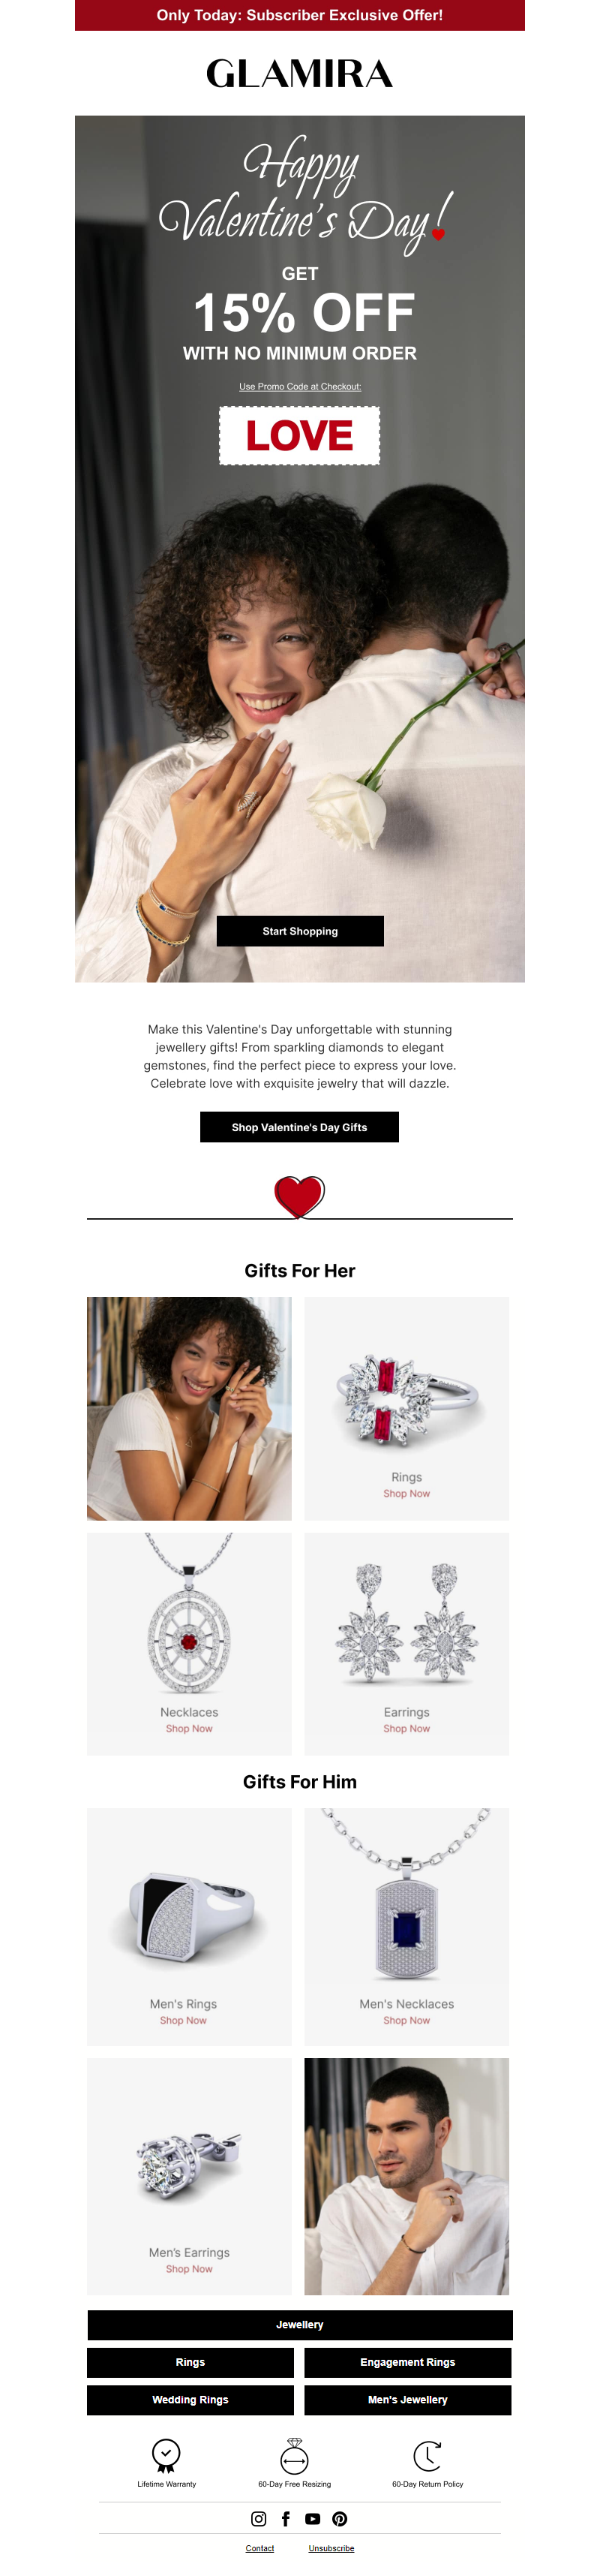 Only Today: Subscriber Exclusive Offer!
GLAMIRA
Happy
Valentine's Day!
GET
15% OFF
WITH NO MINIMUM ORDER
Use Promo Code at Checkout:
LOVE
Start Shopping
Make this Valentine's Day unforgettable with stunning
jewellery gifts! From sparkling diamonds to elegant
gemstones, find the perfect piece to express your love.
Celebrate love with exquisite jewelry that will dazzle.
Shop Valentine's Day Gifts
Gifts For Her
Rings
Shop Now
Necklaces
Shop Now
Earrings
Shop Now
Gifts For Him
Men's Rings
Shop Now
Men's Necklaces
Shop Now
Men's Earrings
Shop Now
Jewellery
Rings
Engagement Rings
Wedding Rings
Men's Jewellery
Lifetime Warranty
60-Day Free Resizing
60-Day Return Policy
Contact
Unsubscribe